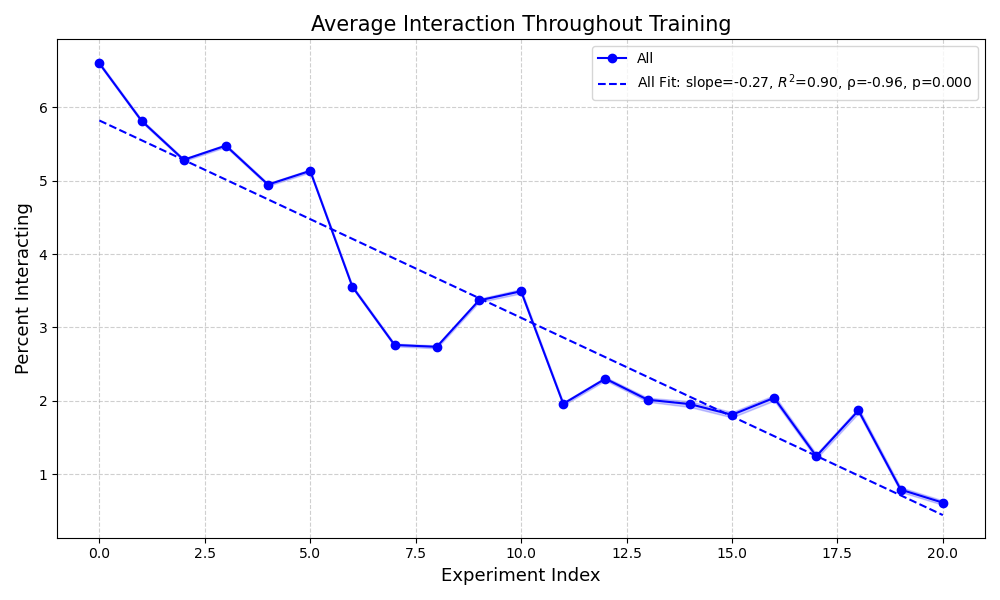 Average Interaction Throughout Training
All
All Fit: slope=-0.27, R²=0.90, ρ=-0.96, p=0.000
Percent Interacting
6
5
4
3
2
1
0.0 2.5 5.0 7.5 10.0 12.5 15.0 17.5 20.0
Experiment Index